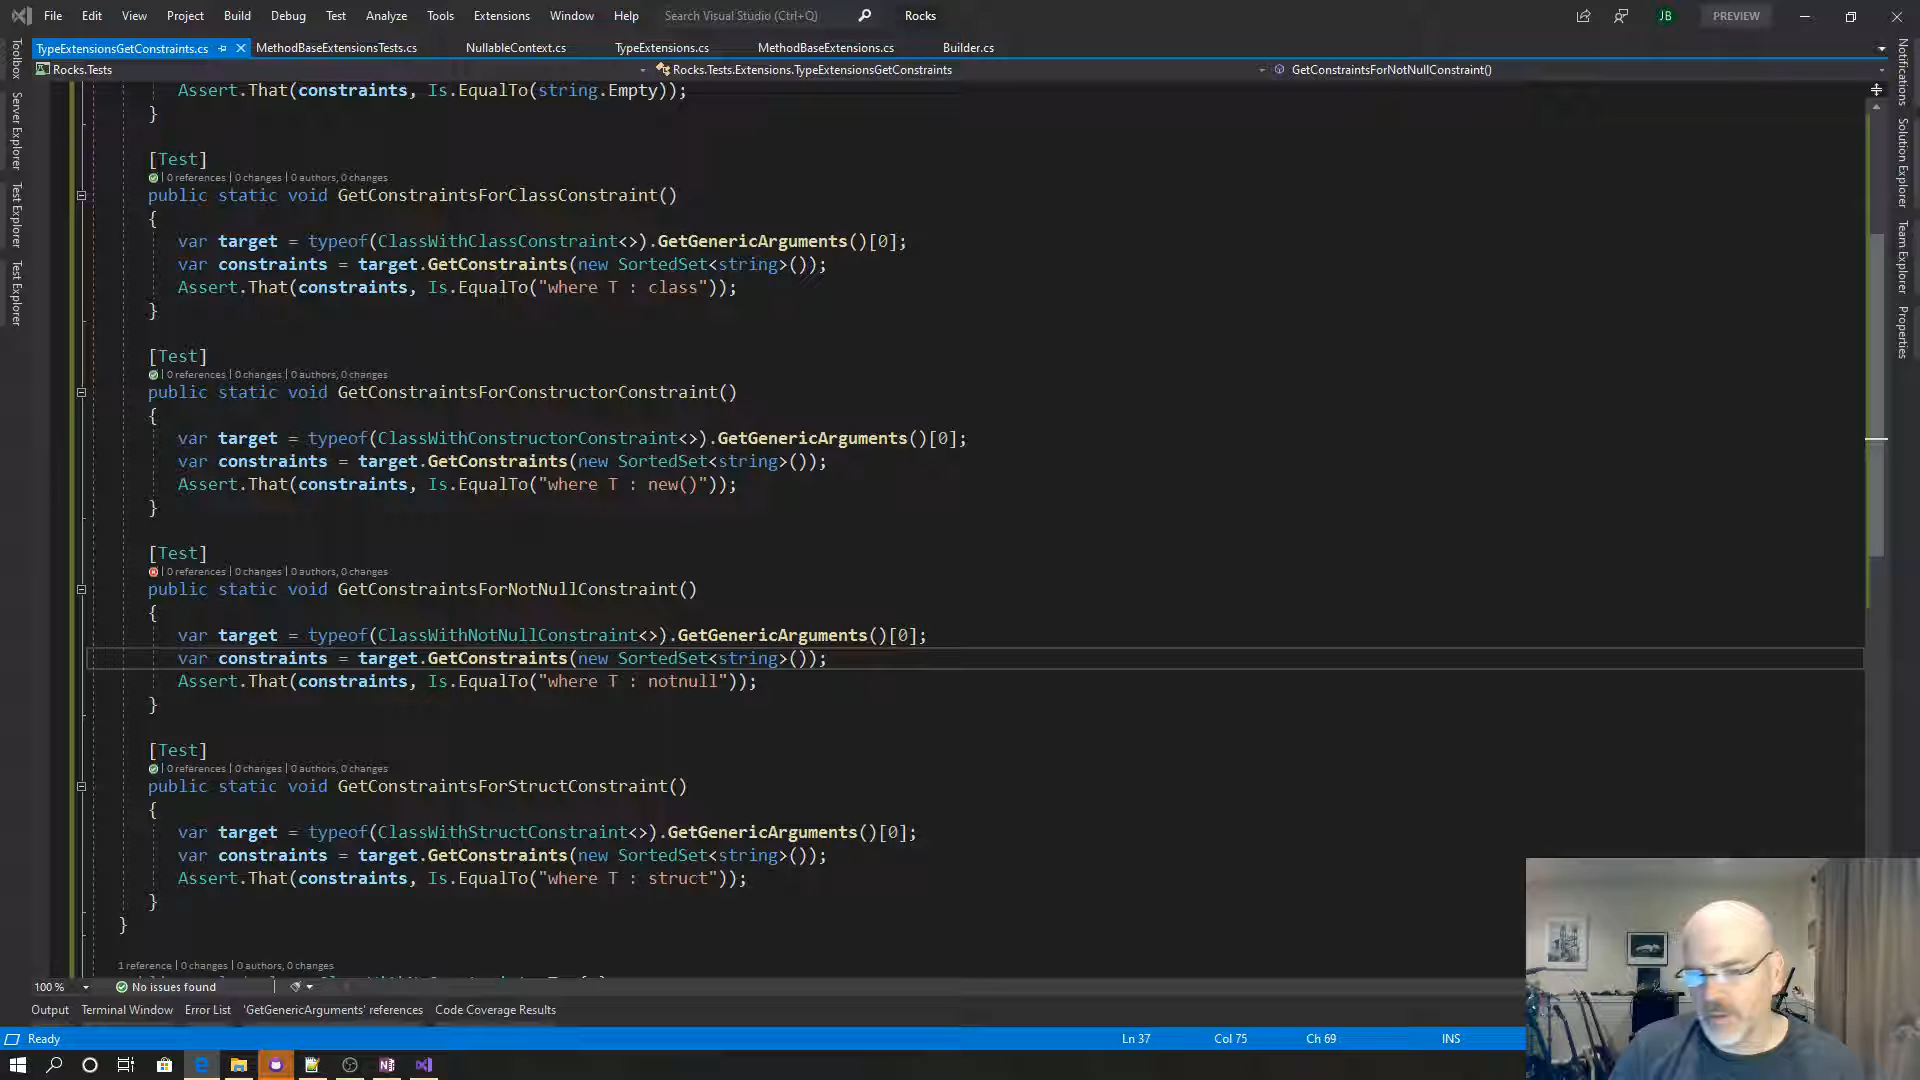 File Edit View Project Build Debug Test Analyze Tools Extensions Window Help Search Visual Studio (Ctrl+Q) Rocks JB PREVIEW
TypeExtensionsGetConstraints.cs MethodBaseExtensionsTests.cs NullableContext.cs TypeExtensions.cs MethodBaseExtensions.cs Builder.cs
Rocks.Tests Rocks.Tests.Extensions.TypeExtensionsGetConstraints GetConstraintsForNotNullConstraint()
Toolbox
Server Explorer
Test Explorer
Test Explorer
Assert.That(constraints, Is.EqualTo(string.Empty));
}
[Test]
0 references | 0 changes | 0 authors, 0 changes
public static void GetConstraintsForClassConstraint()
{
var target = typeof(ClassWithClassConstraint<>).GetGenericArguments()[0];
var constraints = target.GetConstraints(new SortedSet<string>());
Assert.That(constraints, Is.EqualTo("where T : class"));
}
[Test]
0 references | 0 changes | 0 authors, 0 changes
public static void GetConstraintsForConstructorConstraint()
{
var target = typeof(ClassWithConstructorConstraint<>).GetGenericArguments()[0];
var constraints = target.GetConstraints(new SortedSet<string>());
Assert.That(constraints, Is.EqualTo("where T : new()"));
}
[Test]
0 references | 0 changes | 0 authors, 0 changes
public static void GetConstraintsForNotNullConstraint()
{
var target = typeof(ClassWithNotNullConstraint<>).GetGenericArguments()[0];
var constraints = target.GetConstraints(new SortedSet<string>());
Assert.That(constraints, Is.EqualTo("where T : notnull"));
}
[Test]
0 references | 0 changes | 0 authors, 0 changes
public static void GetConstraintsForStructConstraint()
{
var target = typeof(ClassWithStructConstraint<>).GetGenericArguments()[0];
var constraints = target.GetConstraints(new SortedSet<string>());
Assert.That(constraints, Is.EqualTo("where T : struct"));
}
}
1 reference | 0 changes | 0 authors, 0 changes
Notifications
Solution Explorer
Team Explorer
Properties
100 % No issues found
Output Terminal Window Error List 'GetGenericArguments' references Code Coverage Results
Ready Ln 37 Col 75 Ch 69 INS